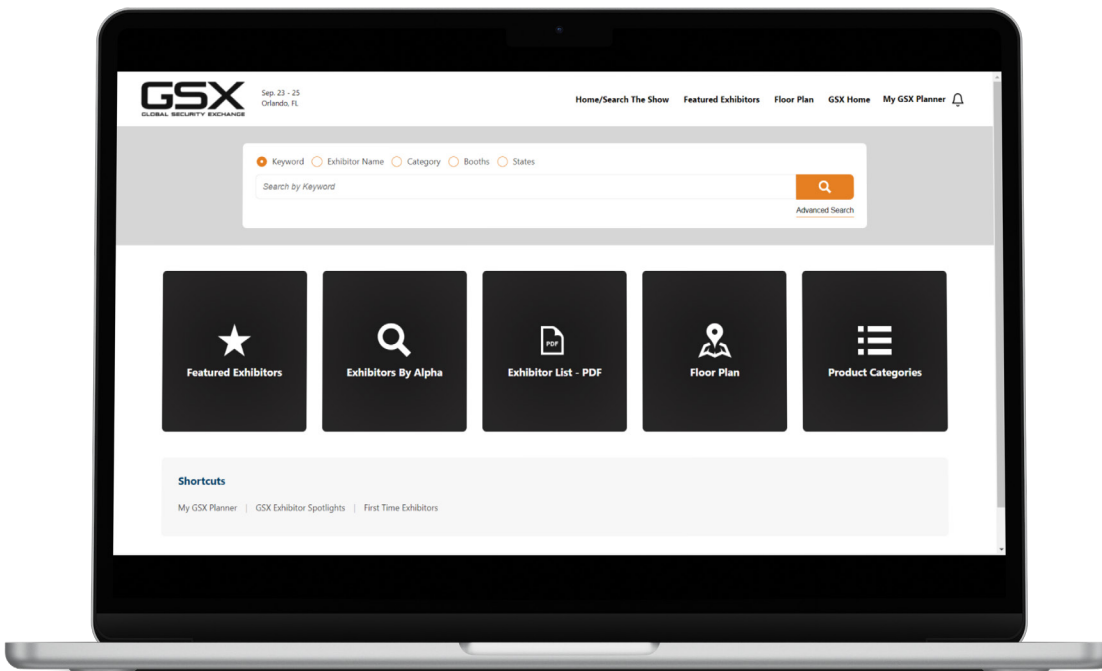 GSX
GLOBAL SECURITY EXCHANGE
Sep. 23 - 25
Orlando, FL
Home/Search The Show Featured Exhibitors Floor Plan GSX Home My GSX Planner
Keyword Exhibitor Name Category Booths States
Search by Keyword
Advanced Search
Featured Exhibitors
Exhibitors By Alpha
PDF
Exhibitor List - PDF
Floor Plan
Product Categories
Shortcuts
My GSX Planner | GSX Exhibitor Spotlights | First Time Exhibitors